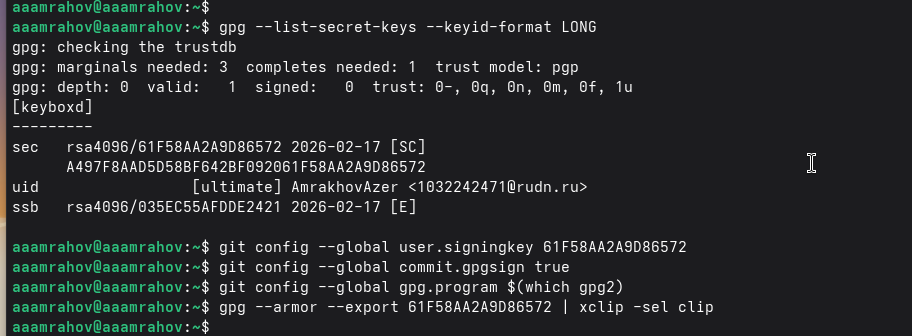 aaamrahov@aaamrahov:~$
aaamrahov@aaamrahov:~$ gpg --list-secret-keys --keyid-format LONG
gpg: checking the trustdb
gpg: marginals needed: 3  completes needed: 1  trust model: pgp
gpg: depth: 0  valid:   1  signed:   0  trust: 0-, 0q, 0n, 0m, 0f, 1u
[keyboxd]
---------
sec   rsa4096/61F58AA2A9D86572 2026-02-17 [SC]
      A497F8AAD5D58BF642BF092061F58AA2A9D86572
uid                 [ultimate] AmrakhovAzer <1032242471@rudn.ru>
ssb   rsa4096/035EC55AFDDE2421 2026-02-17 [E]
aaamrahov@aaamrahov:~$ git config --global user.signingkey 61F58AA2A9D86572
aaamrahov@aaamrahov:~$ git config --global commit.gpgsign true
aaamrahov@aaamrahov:~$ git config --global gpg.program $(which gpg2)
aaamrahov@aaamrahov:~$ gpg --armor --export 61F58AA2A9D86572 | xclip -sel clip
aaamrahov@aaamrahov:~$